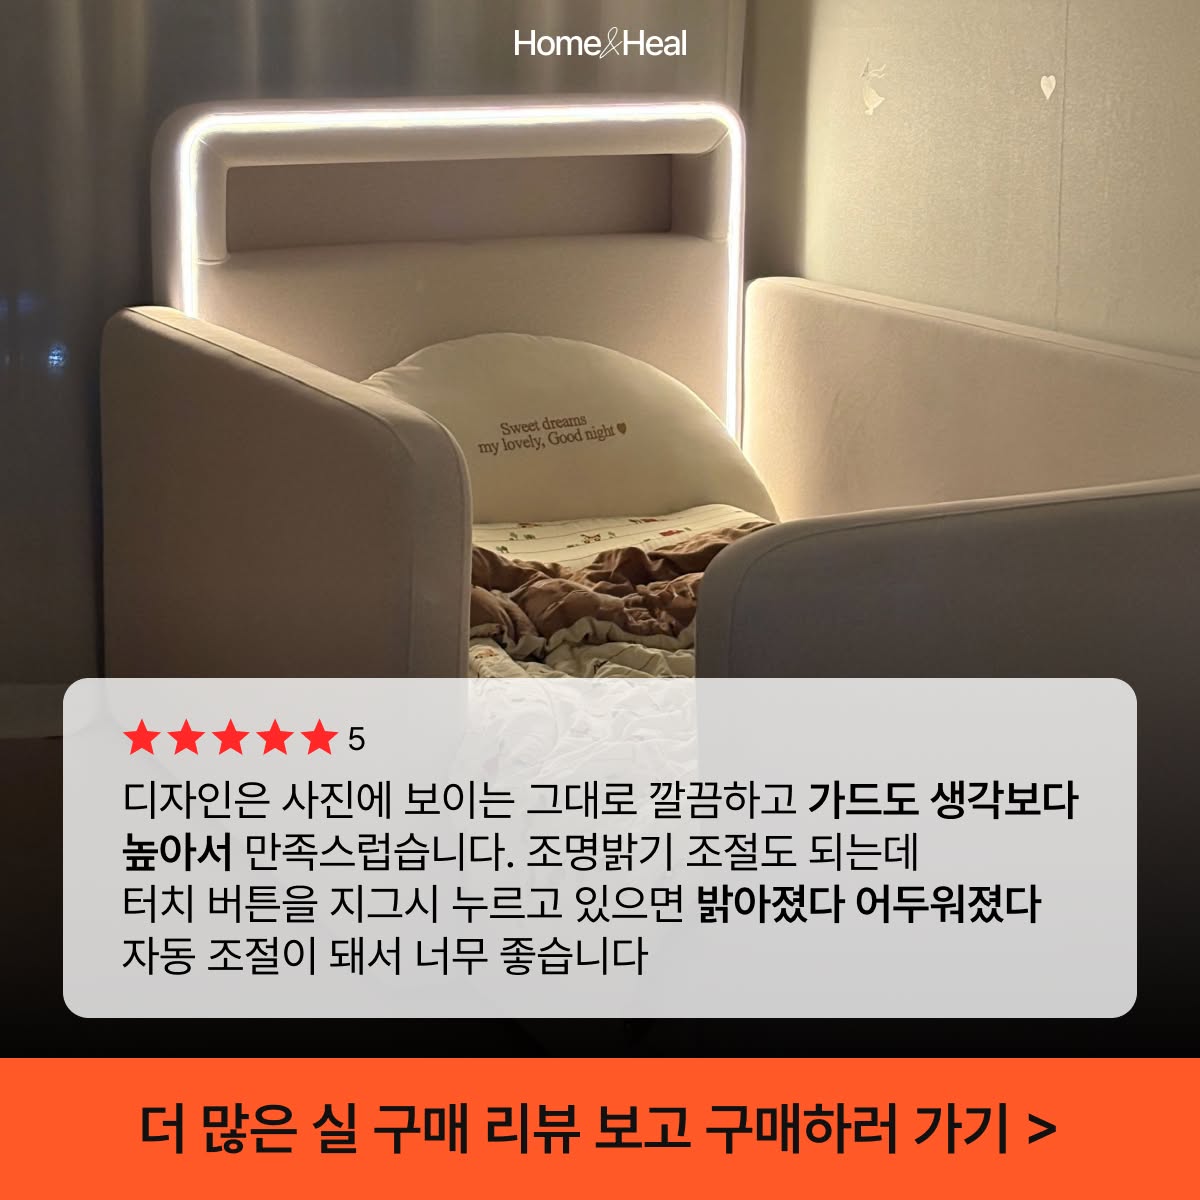 Home&Heal
Sweet dreams
my lovely, Good night♥
★★★★★ 5
디자인은 사진에 보이는 그대로 깔끔하고 가드도 생각보다
높아서 만족스럽습니다. 조명밝기 조절도 되는데
터치 버튼을 지그시 누르고 있으면 밝아졌다 어두워졌다
자동 조절이 돼서 너무 좋습니다
더 많은 실 구매 리뷰 보고 구매하러 가기 >